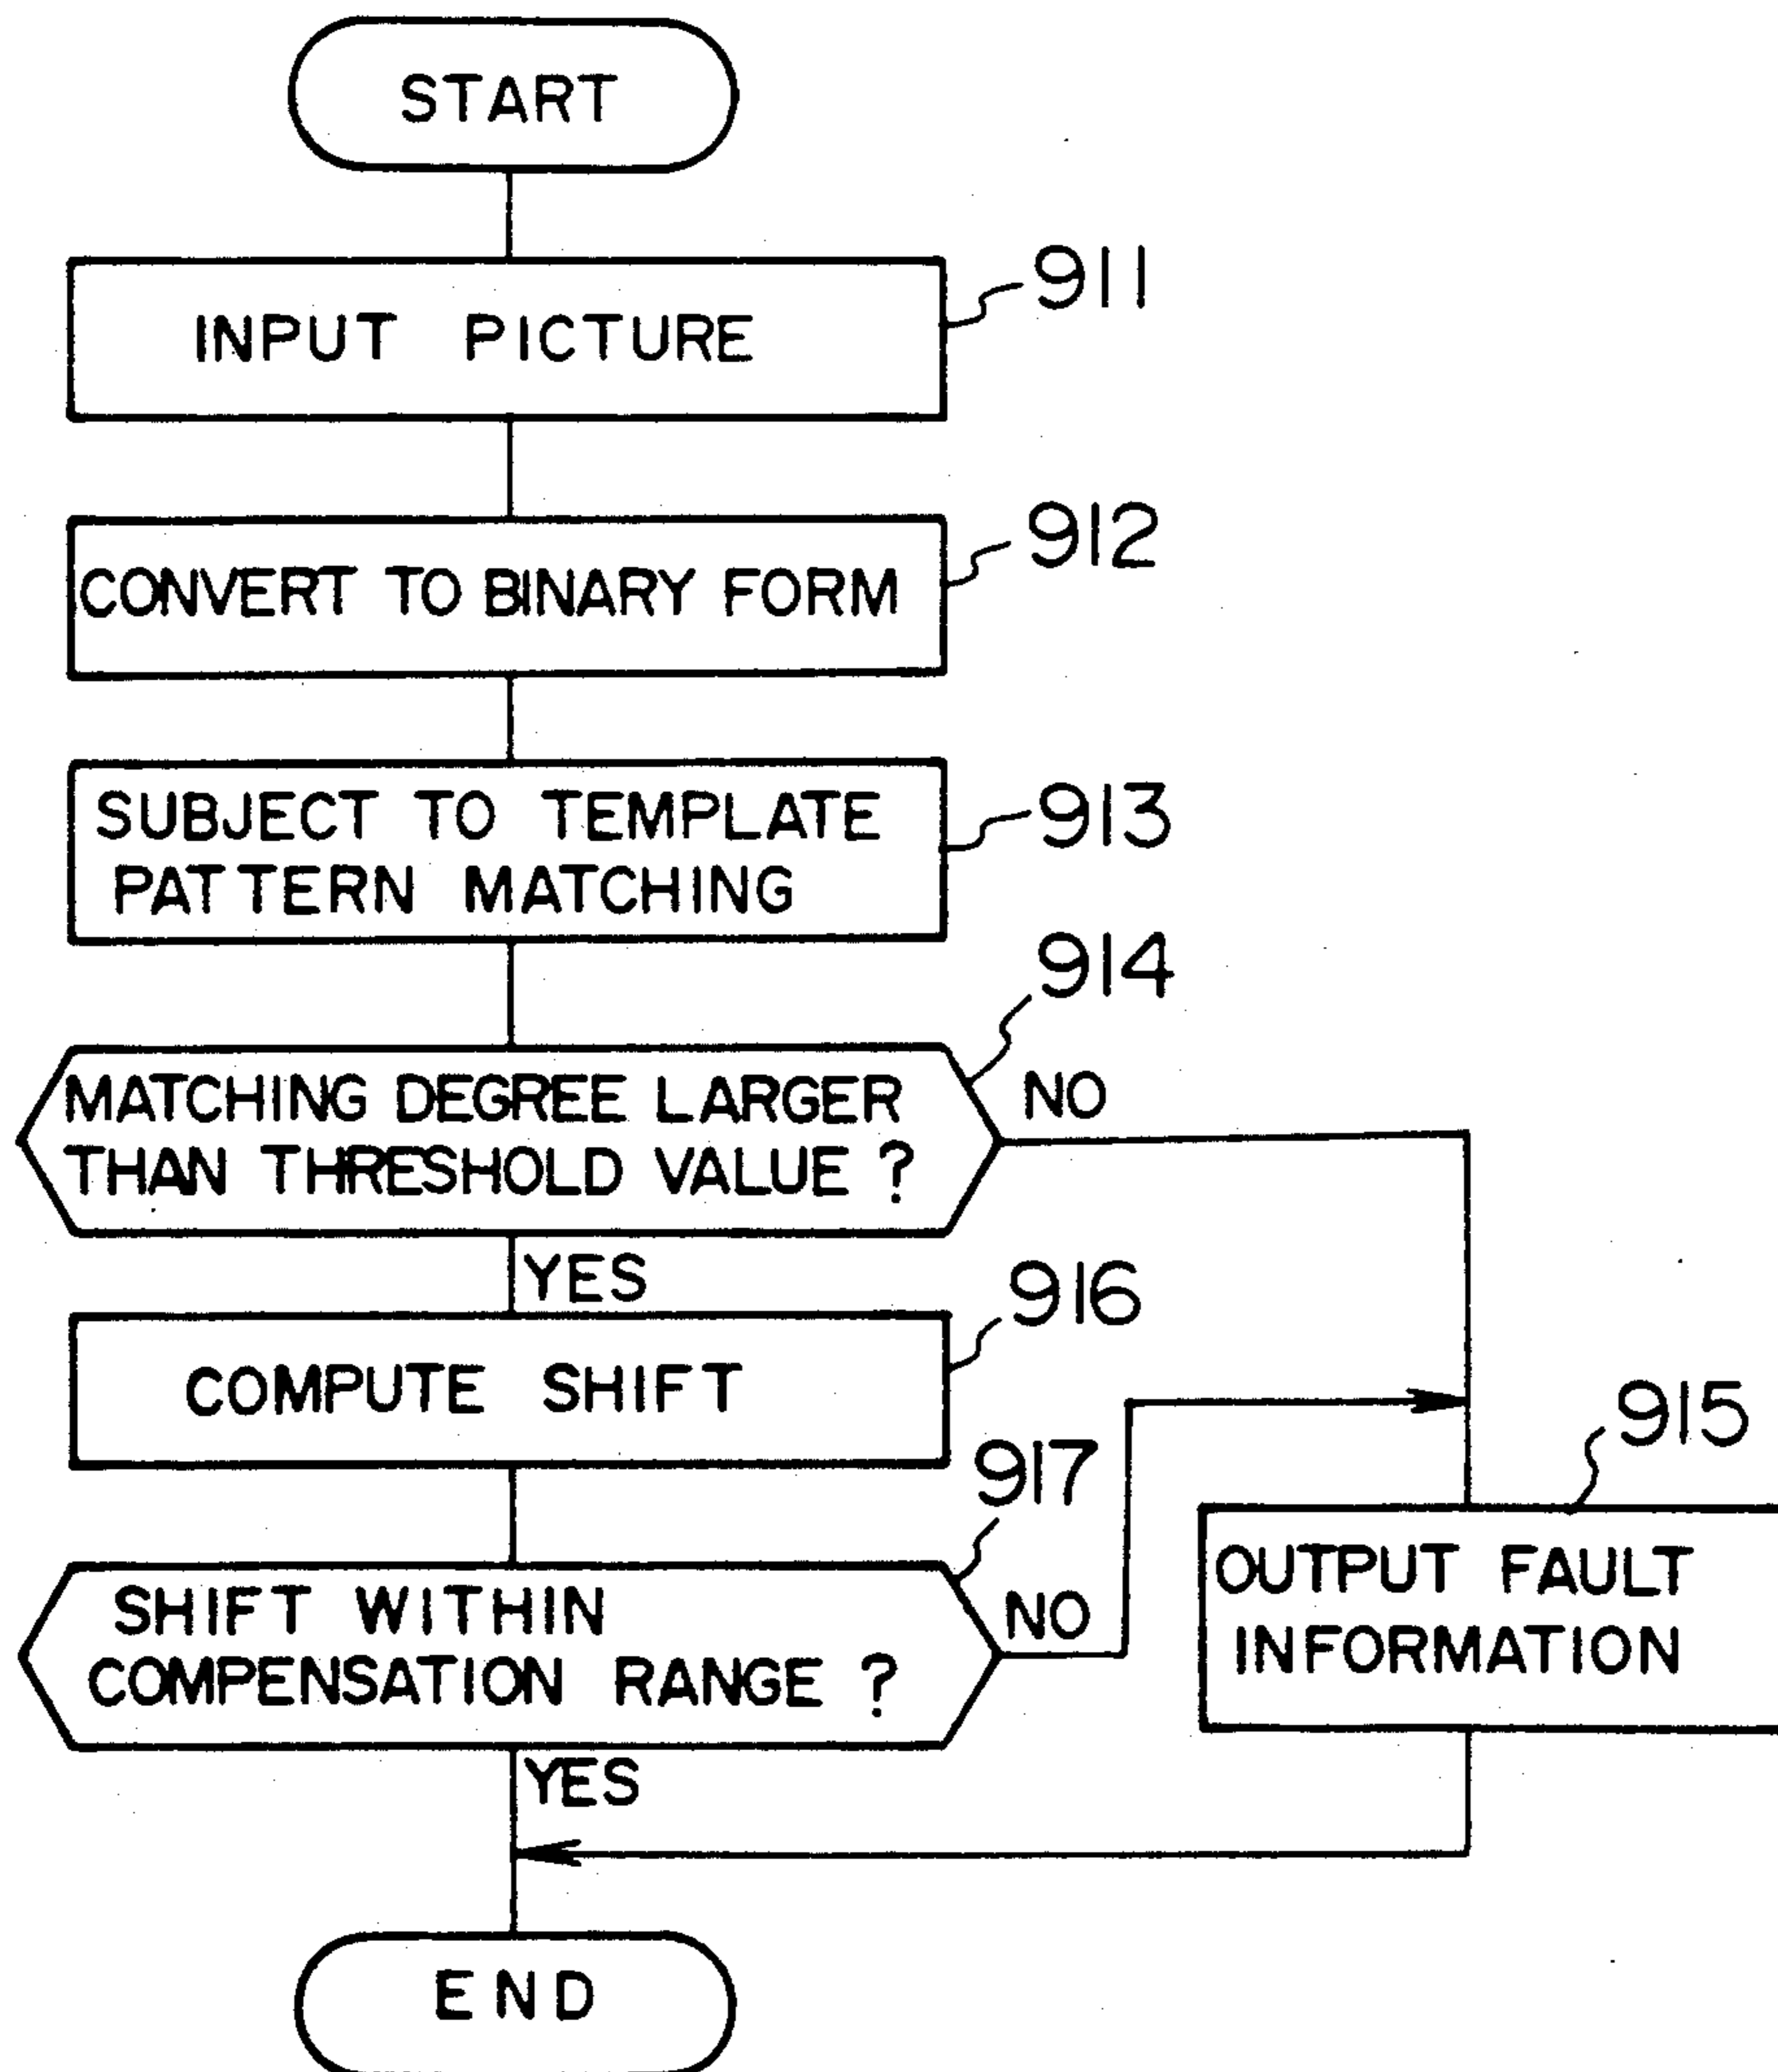 START
INPUT PICTURE
911
CONVERT TO BINARY FORM
912
SUBJECT TO TEMPLATE
PATTERN MATCHING
913
914
MATCHING DEGREE LARGER
THAN THRESHOLD VALUE ?
NO
YES
COMPUTE SHIFT
916
917
SHIFT WITHIN
COMPENSATION RANGE ?
NO
YES
915
OUTPUT FAULT
INFORMATION
END